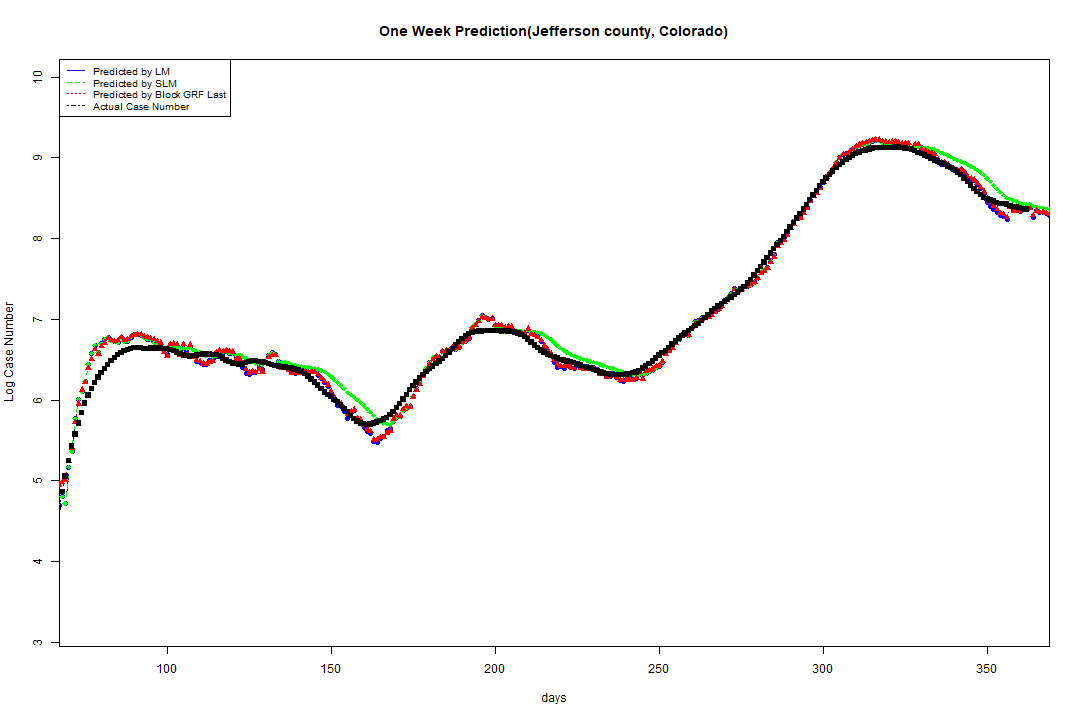 One Week Prediction(Jefferson county, Colorado)
Predicted by LM
Predicted by SLM
Predicted by Block GRF Last
Actual Case Number
10
9
8
7
6
5
4
3
Log Case Number
100 150 200 250 300 350
days